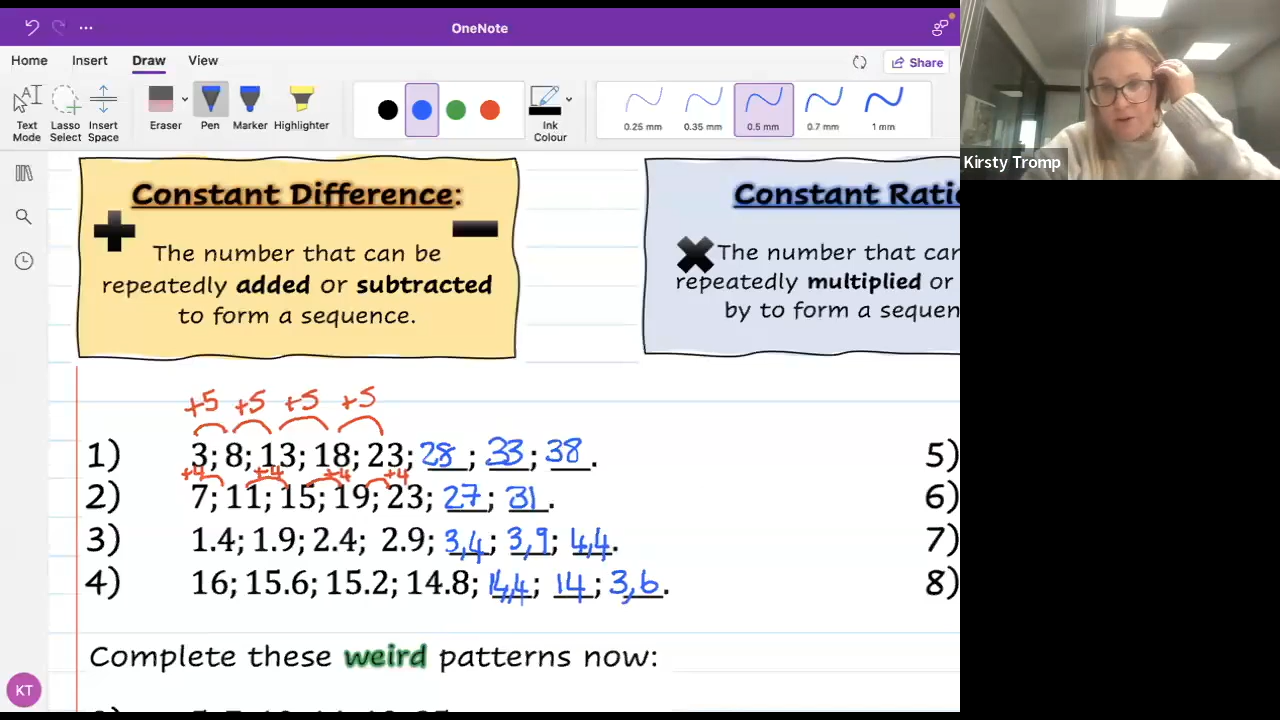 OneNote
Home Insert Draw View
Share
Text Mode
Lasso Select
Insert Space
Eraser
Pen
Marker
Highlighter
Ink Colour
0.25 mm
0.35 mm
0.5 mm
0.7 mm
1 mm
Kirsty Tromp
Constant Difference:
The number that can be
repeatedly added or subtracted
to form a sequence.
Constant Ratio
The number that can
repeatedly multiplied or
by to form a sequen
+5 +5 +5 +5
1) 3; 8; 13; 18; 23; 28; 33; 38.
+4 +4 +4 +4
2) 7; 11; 15; 19; 23; 27; 31.
3) 1.4; 1.9; 2.4; 2.9; 3,4; 3,9; 4,4.
4) 16; 15.6; 15.2; 14.8; 14,4; 14; 3,6.
5)
6)
7)
8)
Complete these weird patterns now:
KT